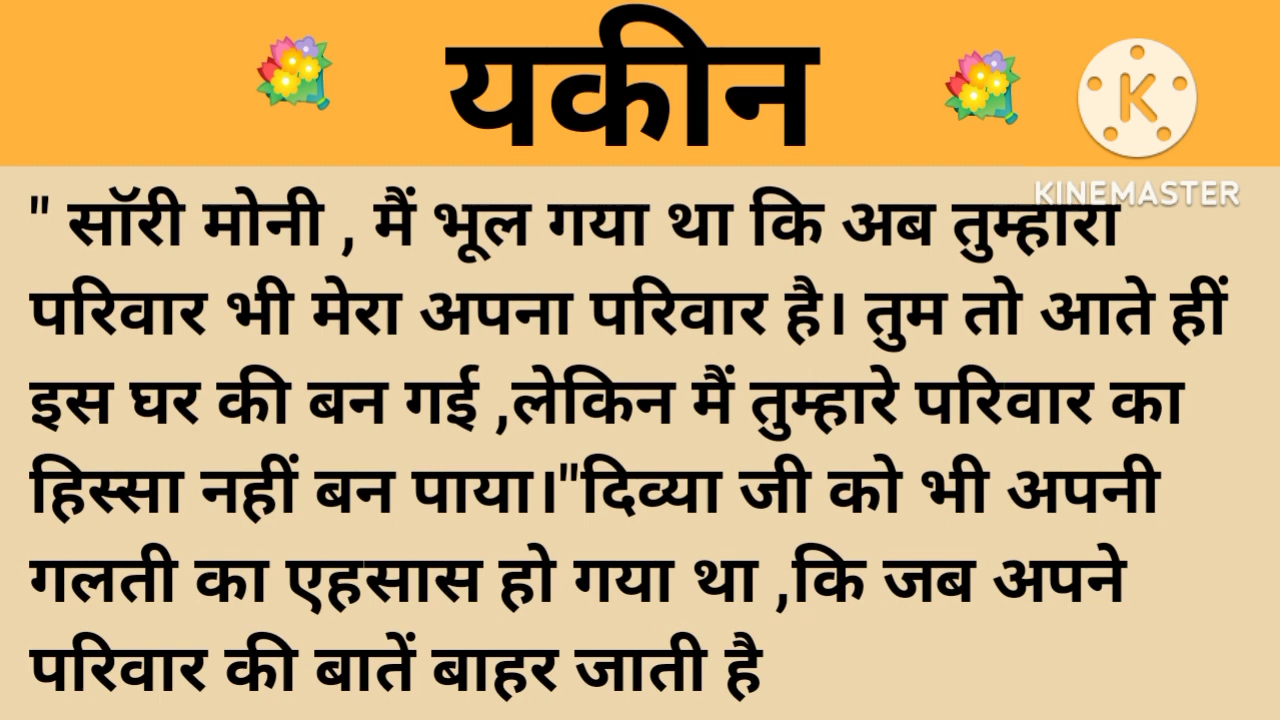 यकीन
K
KINEMASTER
" सॉरी मोनी , मैं भूल गया था कि अब तुम्हारा
परिवार भी मेरा अपना परिवार है। तुम तो आते हीं
इस घर की बन गई ,लेकिन मैं तुम्हारे परिवार का
हिस्सा नहीं बन पाया।"दिव्या जी को भी अपनी
गलती का एहसास हो गया था ,कि जब अपने
परिवार की बातें बाहर जाती है